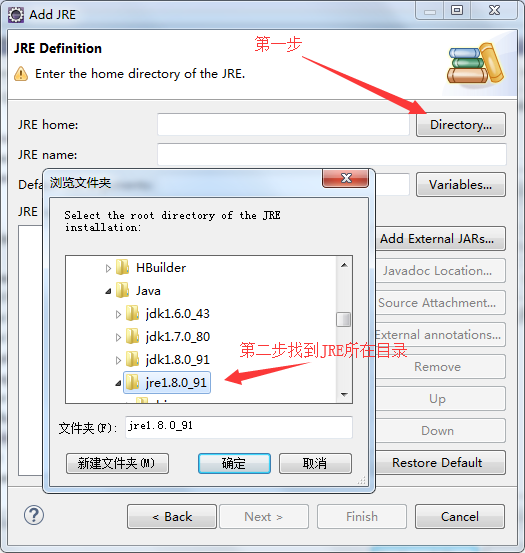 Add JRE
JRE Definition
Enter the home directory of the JRE.
第一步
JRE home:
Directory...
JRE name:
Variables...
JRE
浏览文件夹
Select the root directory of the JRE
installation:
HBuilder
Java
jdk1.6.0_43
jdk1.7.0_80
jdk1.8.0_91
jre1.8.0_91
第二步找到JRE所在目录
文件夹(F):
jre1.8.0_91
新建文件夹(M)
确定
取消
Add External JARs...
Javadoc Location...
Source Attachment...
External annotations...
Remove
Up
Down
Restore Default
< Back
Next >
Finish
Cancel